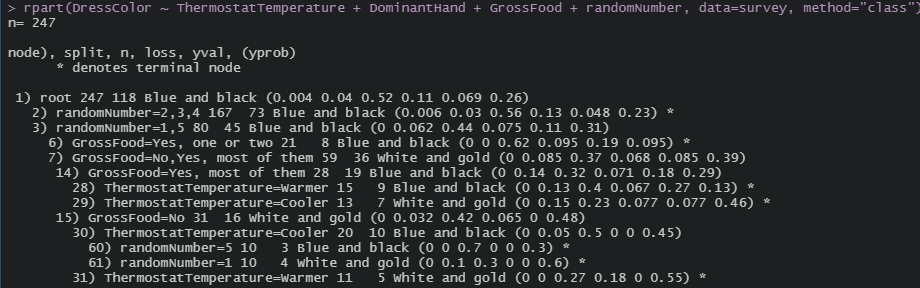 > rpart(DressColor ~ ThermostatTemperature + DominantHand + GrossFood + randomNumber, data=survey, method="class")
n= 247
node), split, n, loss, yval, (yprob)
* denotes terminal node
1) root 247 118 Blue and black (0.004 0.04 0.52 0.11 0.069 0.26)
2) randomNumber=2,3,4 167 73 Blue and black (0.006 0.03 0.56 0.13 0.048 0.23) *
3) randomNumber=1,5 80 45 Blue and black (0 0.062 0.44 0.075 0.11 0.31)
6) GrossFood=Yes, one or two 21 8 Blue and black (0 0 0.62 0.095 0.19 0.095) *
7) GrossFood=No,Yes, most of them 59 36 White and gold (0 0.085 0.37 0.068 0.085 0.39)
14) GrossFood=Yes, most of them 28 19 Blue and black (0 0.14 0.32 0.071 0.18 0.29)
28) ThermostatTemperature=Warmer 15 9 Blue and black (0 0.13 0.4 0.067 0.27 0.13) *
29) ThermostatTemperature=Cooler 13 7 White and gold (0 0.15 0.23 0.077 0.077 0.46) *
15) GrossFood=No 31 16 White and gold (0 0.032 0.42 0.065 0 0.48)
30) ThermostatTemperature=Cooler 20 10 Blue and black (0 0.05 0.5 0 0 0.45)
60) randomNumber=5 10 3 Blue and black (0 0 0.7 0 0 0.3) *
61) randomNumber=1 10 4 White and gold (0 0.1 0.3 0 0 0.6) *
31) ThermostatTemperature=Warmer 11 5 White and gold (0 0 0.27 0.18 0 0.55) *